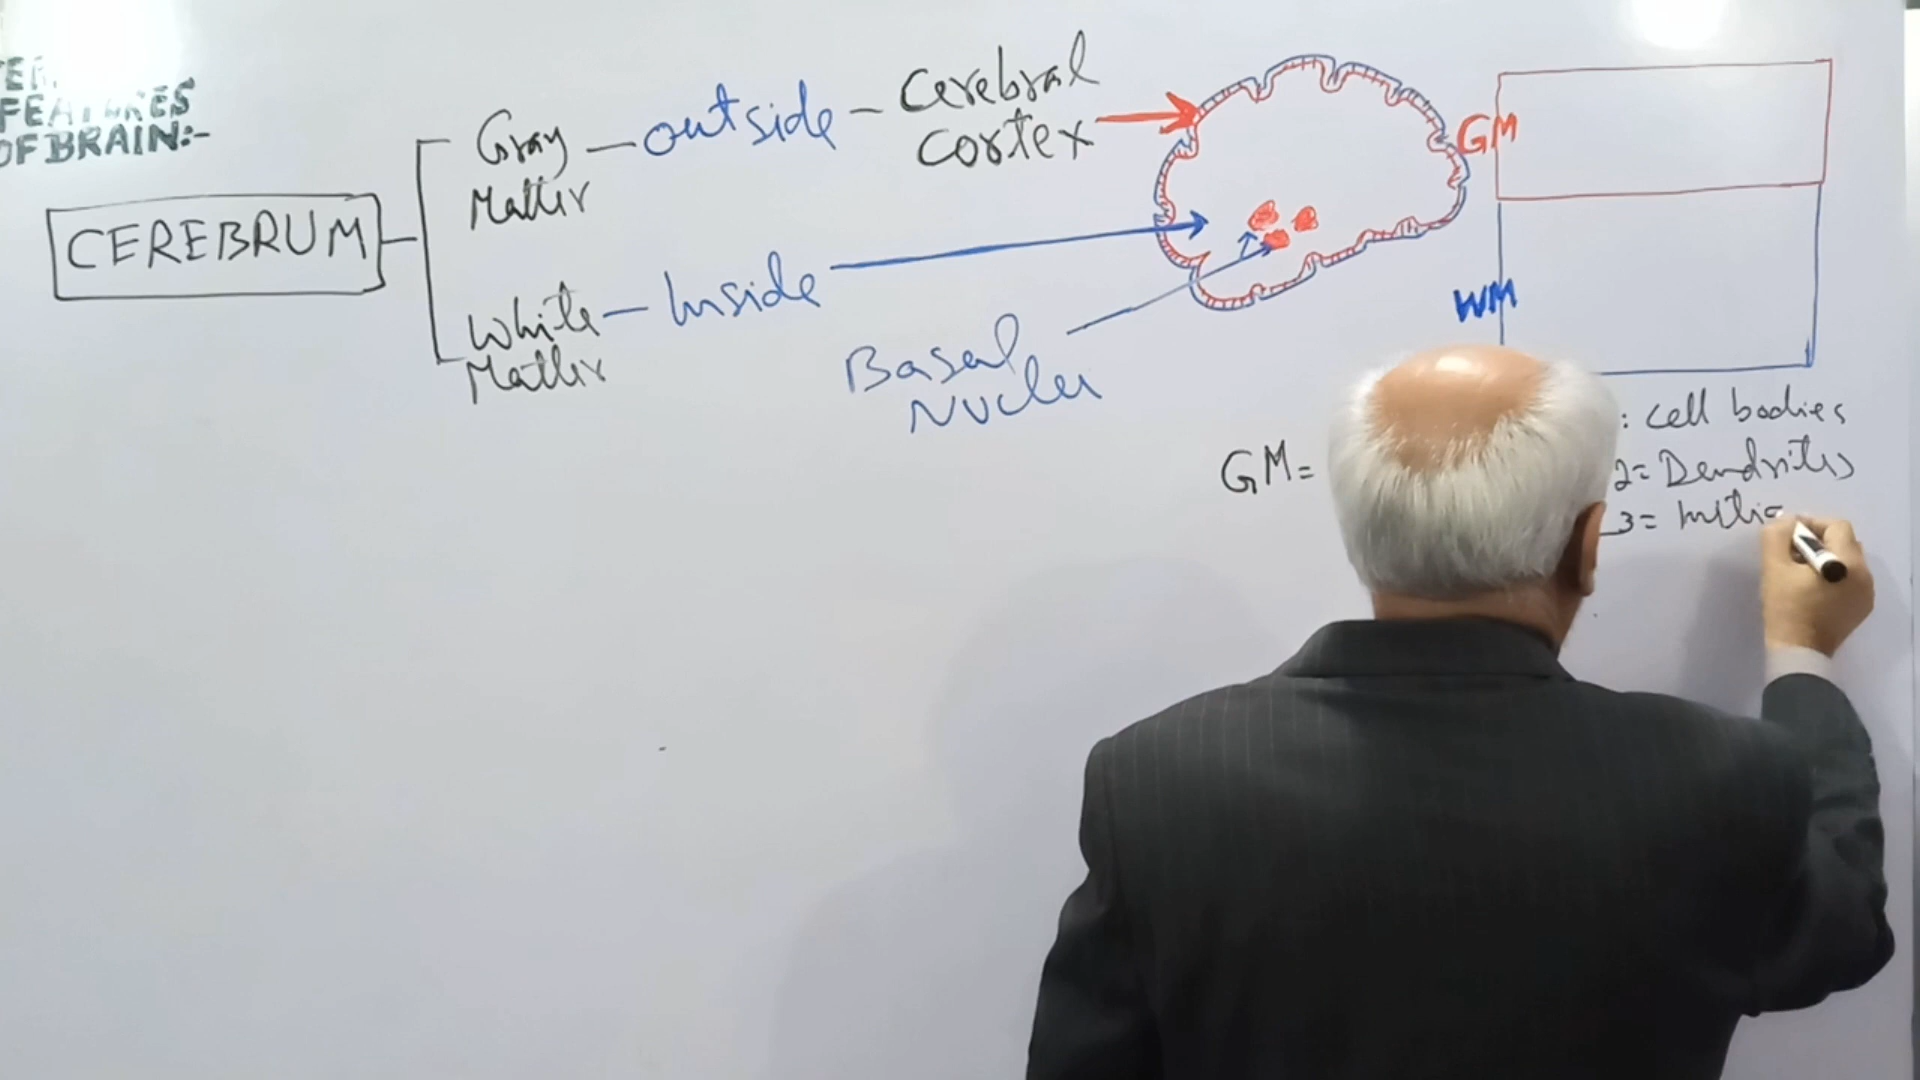 FEATURES
OF BRAIN:-
CEREBRUM
Gray
Matter
— outside — Cerebral
cortex
White
Matter
— Inside
Basal
Nuclei
GM
WM
GM=
: cell bodies
2= Dendrites
3=